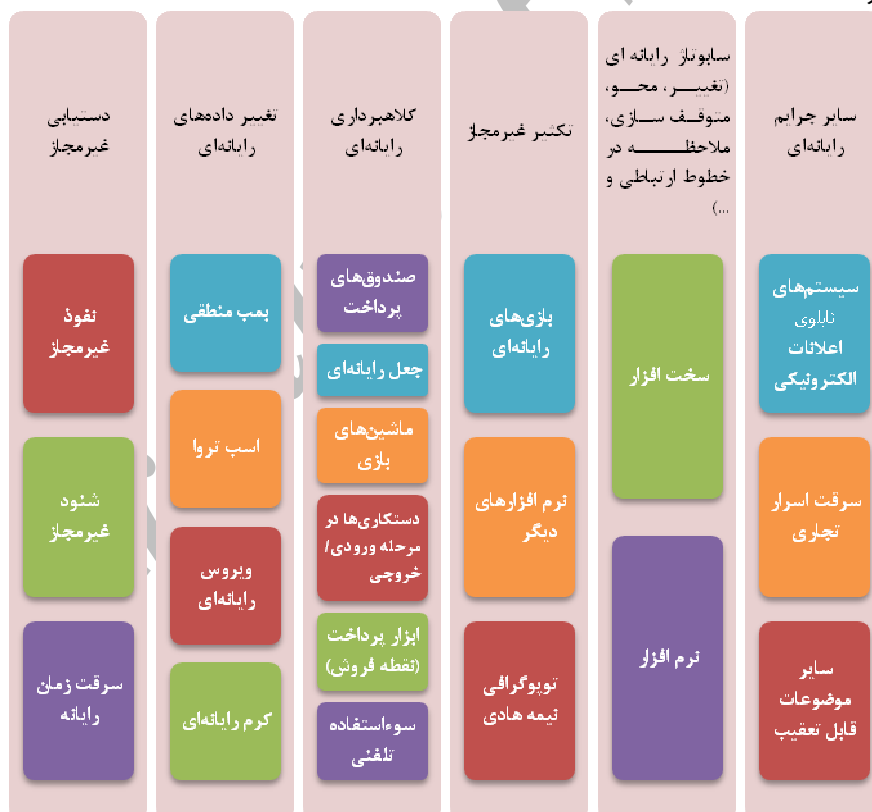 سایر جرایم
رایانه‌ای
سیستم‌های
تابلوی
اعلانات
الکترونیکی
سرقت اسرار
تجاری
سایر
موضوعات
قابل تعقیب
سابوتاژ رایانه ای
(تغییر، محو،
متوقف سازی،
ملاحظه در
خطوط ارتباطی و
...)
سخت افزار
نرم افزار
تکثیر غیرمجاز
بازی‌های
رایانه‌ای
نرم افزارهای
دیگر
توپوگرافی
نیمه هادی
کلاهبرداری
رایانه‌ای
صندوق‌های
پرداخت
جعل رایانه‌ای
ماشین‌های
بازی
دستکاری‌ها در
مرحله ورودی/
خروجی
ابزار پرداخت
(نقطه فروش)
سوءاستفاده
تلفنی
تغییر داده‌های
رایانه‌ای
بمب منطقی
اسب تروا
ویروس
رایانه‌ای
کرم رایانه‌ای
دستیابی
غیرمجاز
نفوذ
غیرمجاز
شنود
غیرمجاز
سرقت زمان
رایانه